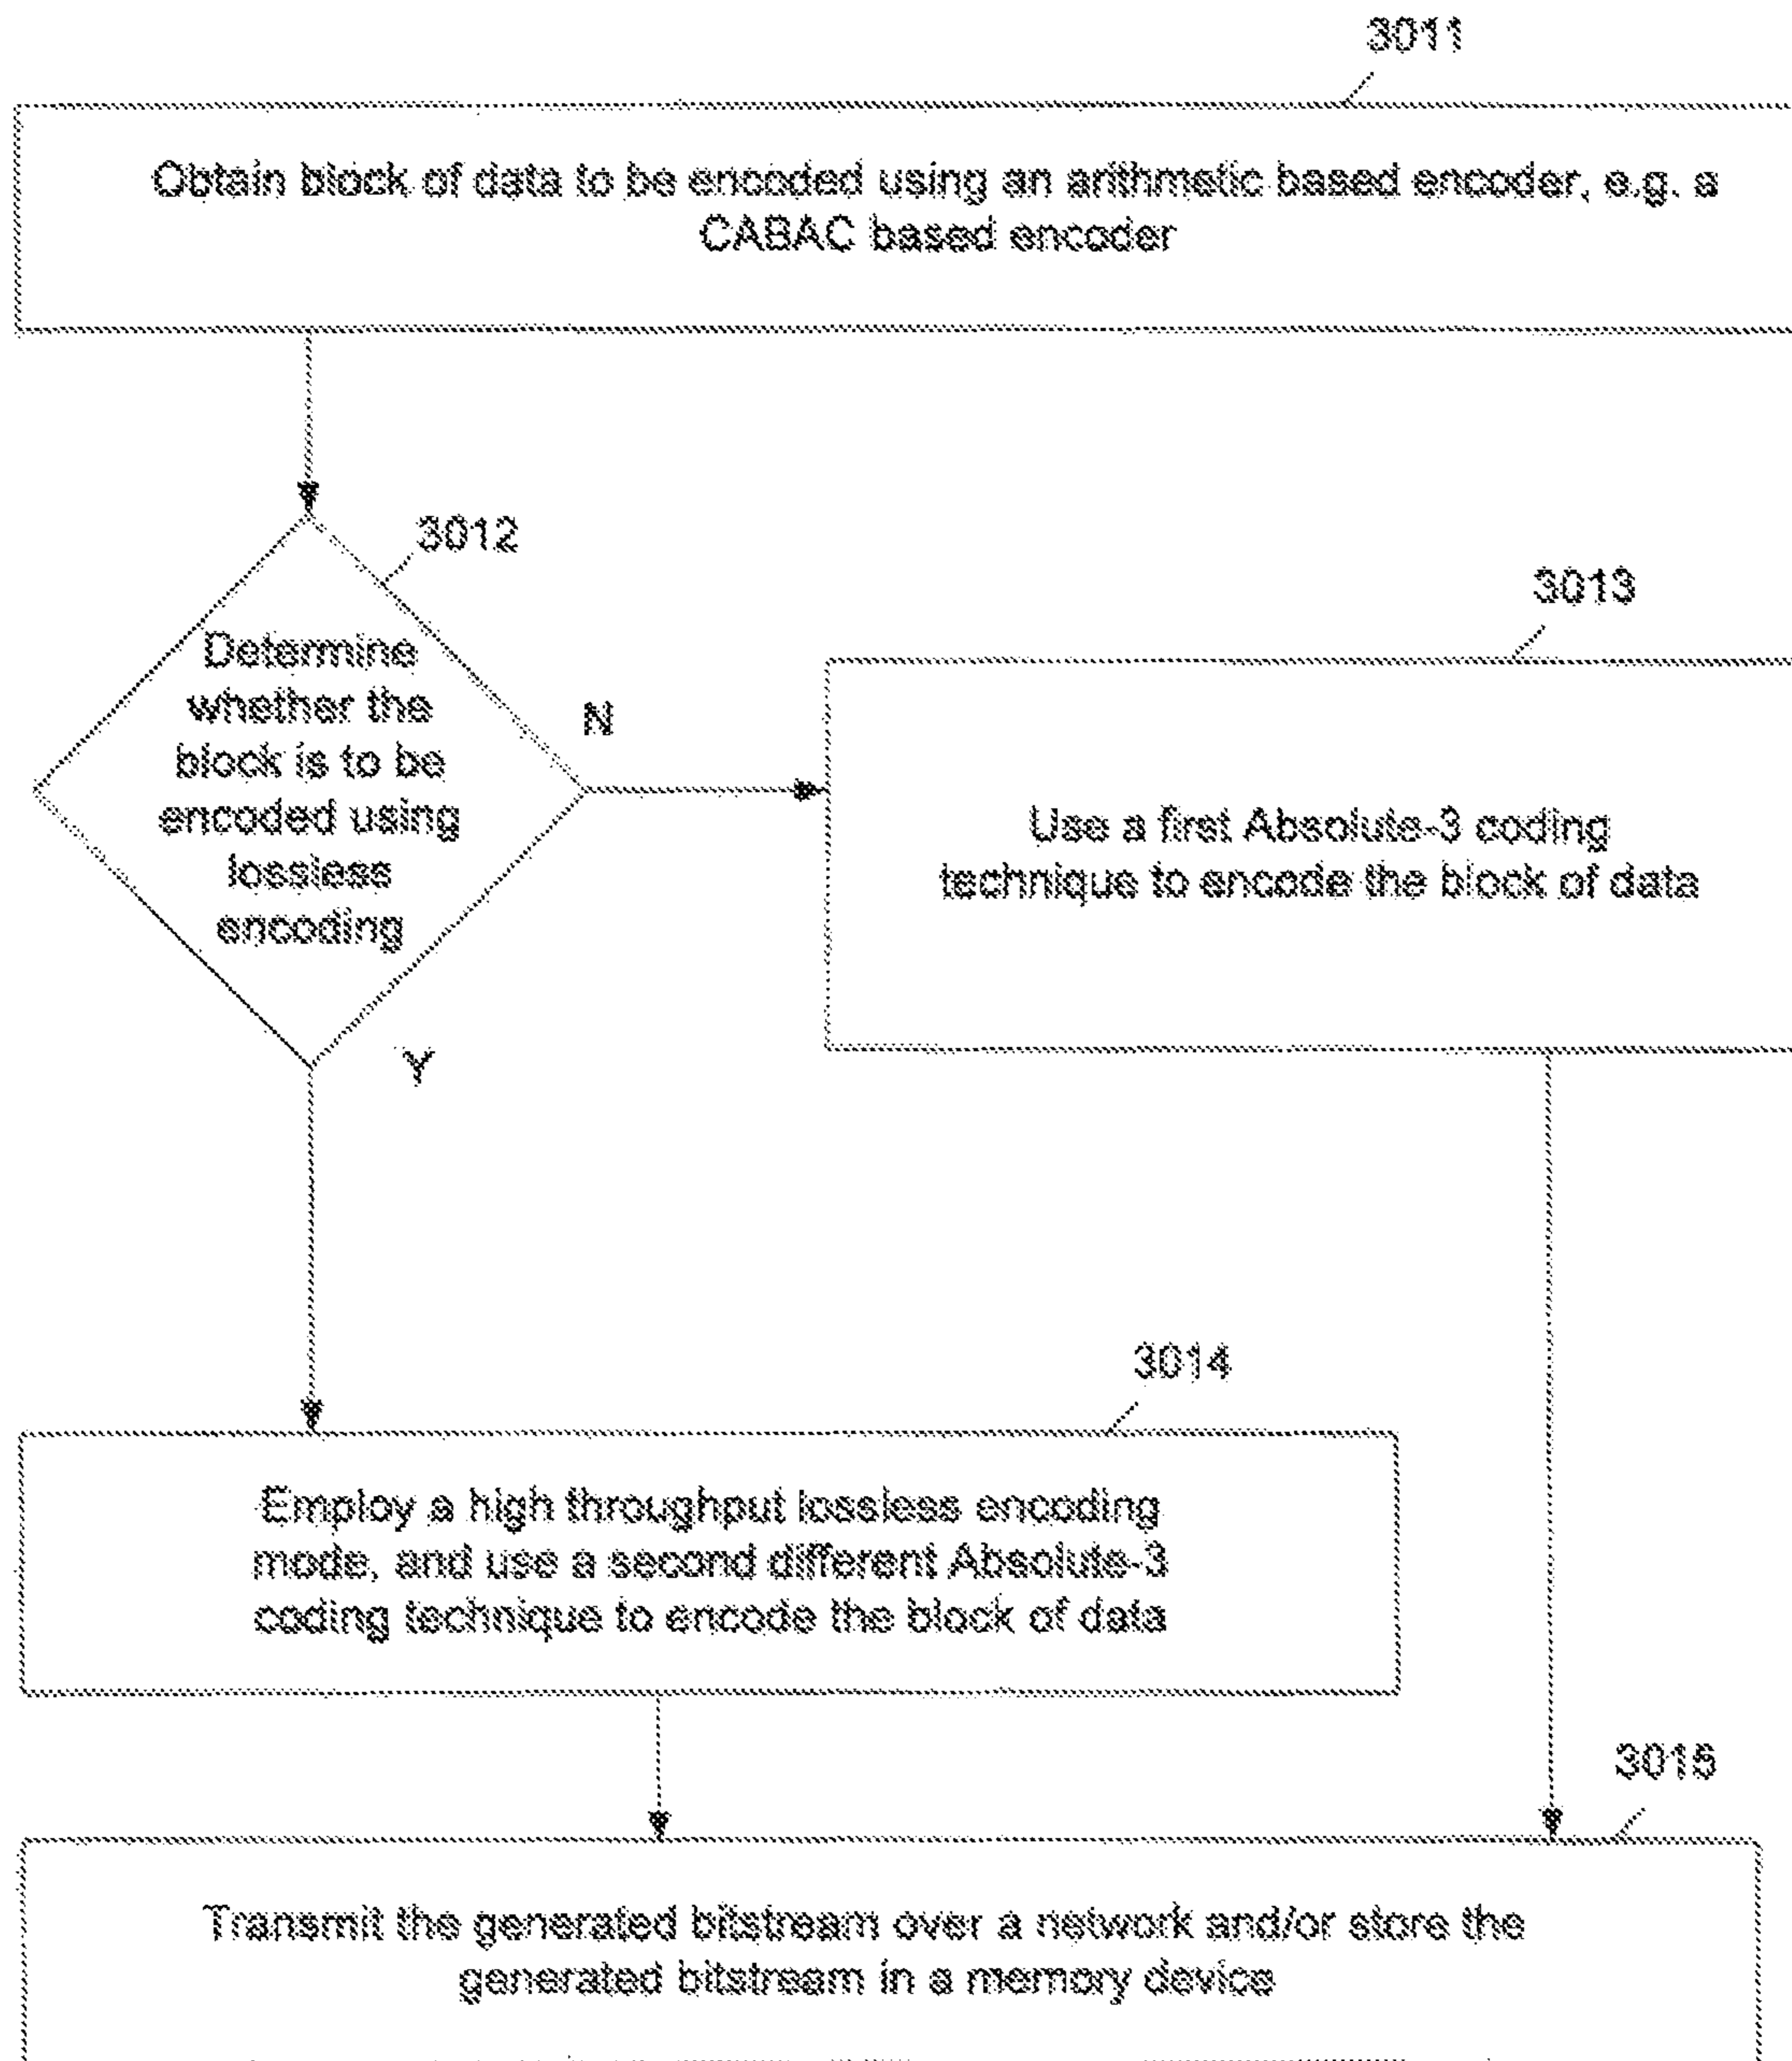 3011
Obtain block of data to be encoded using an arithmetic based encoder, e.g. a
CABAC based encoder
3012
Determine
whether the
block is to be
encoded using
lossless
encoding
N
Y
3013
Use a first Absolute-3 coding
technique to encode the block of data
3014
Employ a high throughput lossless encoding
mode, and use a second different Absolute-3
coding technique to encode the block of data
3015
Transmit the generated bitstream over a network and/or store the
generated bitstream in a memory device